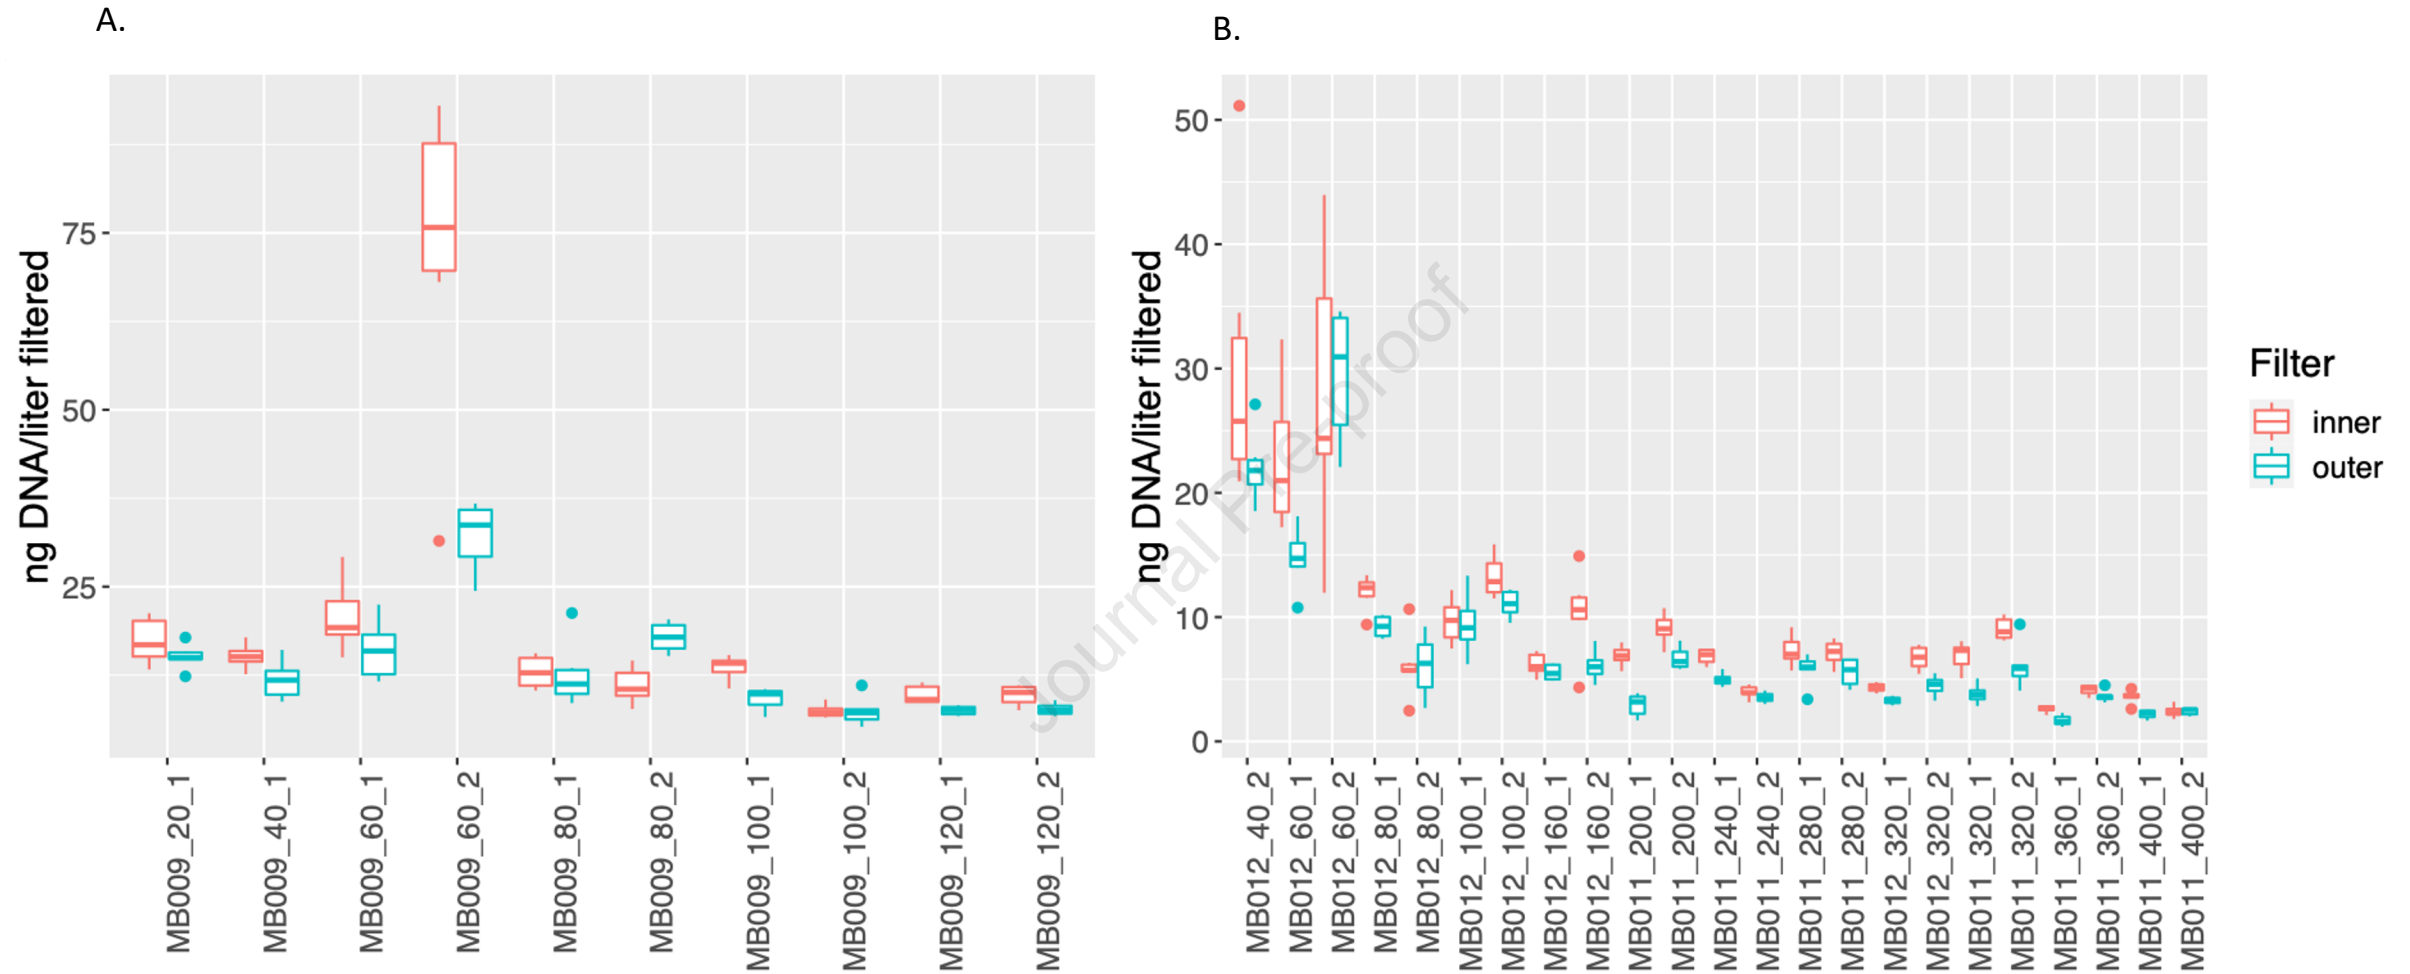 A.
B.
ng DNA/liter filtered
75
50
25
MB009_20_1
MB009_40_1
MB009_60_1
MB009_60_2
MB009_80_1
MB009_80_2
MB009_100_1
MB009_100_2
MB009_120_1
MB009_120_2
ng DNA/liter filtered
50
40
30
20
10
0
MB012_40_2
MB012_60_1
MB012_60_2
MB012_80_1
MB012_80_2
MB012_100_1
MB012_100_2
MB012_160_1
MB012_160_2
MB011_200_1
MB011_200_2
MB011_240_1
MB011_240_2
MB011_280_1
MB011_280_2
MB012_320_1
MB012_320_2
MB011_320_1
MB011_320_2
MB011_360_1
MB011_360_2
MB011_400_1
MB011_400_2
Filter
inner
outer
Journal Pre-proof